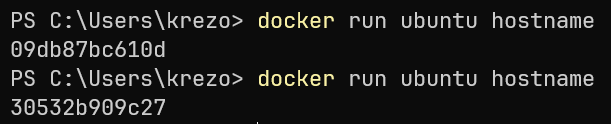 PS C:\Users\krezo> docker run ubuntu hostname
09db87bc610d
PS C:\Users\krezo> docker run ubuntu hostname
30532b909c27